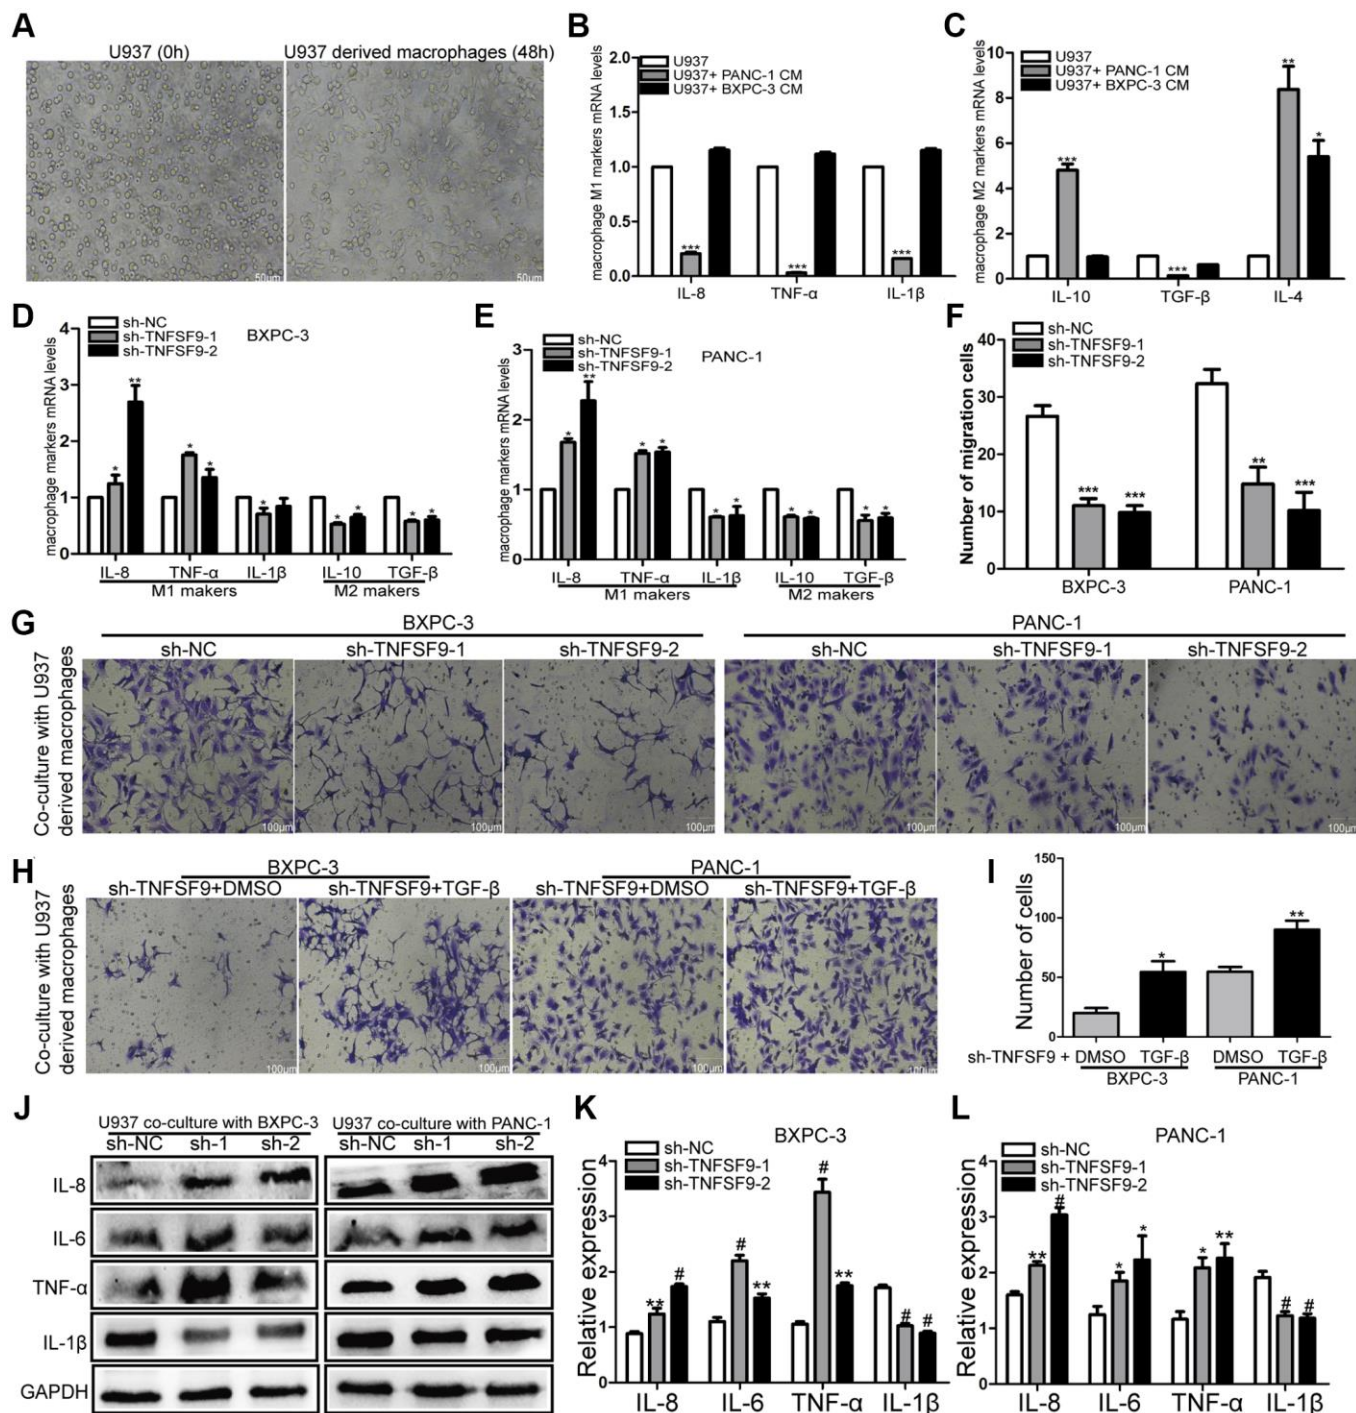 A
U937 (0h)
U937 derived macrophages (48h)
50μm
50μm
B
macrophage M1 markers mRNA levels
2.0
1.5
1.0
0.5
0.0
U937
U937+ PANC-1 CM
U937+ BXPC-3 CM
***
***
***
IL-8
TNF-α
IL-1β
C
macrophage M2 markers mRNA levels
10
8
6
4
2
0
U937
U937+ PANC-1 CM
U937+ BXPC-3 CM
***
***
**
*
IL-10
TGF-β
IL-4
D
macrophage markers mRNA levels
4
3
2
1
0
sh-NC
sh-TNFSF9-1
sh-TNFSF9-2
BXPC-3
*
**
*
*
*
*
*
*
*
IL-8
TNF-α
IL-1β
IL-10
TGF-β
M1 makers
M2 makers
E
macrophage markers mRNA levels
3
2
1
0
sh-NC
sh-TNFSF9-1
sh-TNFSF9-2
PANC-1
*
**
*
*
*
*
*
*
*
*
IL-8
TNF-α
IL-1β
IL-10
TGF-β
M1 makers
M2 makers
F
Number of migration cells
40
30
20
10
0
sh-NC
sh-TNFSF9-1
sh-TNFSF9-2
***
***
**
***
BXPC-3
PANC-1
G
Co-culture with U937
derived macrophages
BXPC-3
sh-NC
sh-TNFSF9-1
sh-TNFSF9-2
100μm
100μm
100μm
PANC-1
sh-NC
sh-TNFSF9-1
sh-TNFSF9-2
100μm
100μm
100μm
H
Co-culture with U937
derived macrophages
BXPC-3
sh-TNFSF9+DMSO
sh-TNFSF9+TGF-β
100μm
100μm
PANC-1
sh-TNFSF9+DMSO
sh-TNFSF9+TGF-β
100μm
100μm
I
Number of cells
150
100
50
0
*
**
sh-TNFSF9 + DMSO
TGF-β
DMSO
TGF-β
BXPC-3
PANC-1
J
U937 co-culture with BXPC-3
sh-NC
sh-1
sh-2
U937 co-culture with PANC-1
sh-NC
sh-1
sh-2
IL-8
IL-6
TNF-α
IL-1β
GAPDH
K
BXPC-3
Relative expression
4
3
2
1
0
sh-NC
sh-TNFSF9-1
sh-TNFSF9-2
**
#
#
**
#
**
#
#
IL-8
IL-6
TNF-α
IL-1β
L
PANC-1
Relative expression
4
3
2
1
0
sh-NC
sh-TNFSF9-1
sh-TNFSF9-2
**
#
*
*
*
**
#
#
IL-8
IL-6
TNF-α
IL-1β